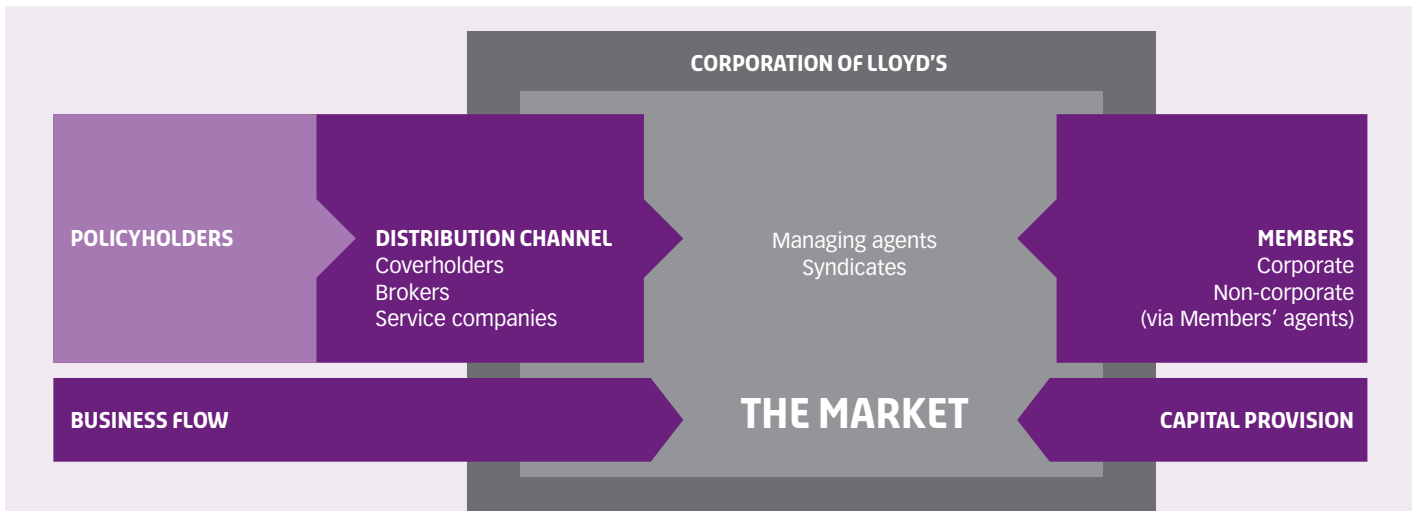 CORPORATION OF LLOYD'S
POLICYHOLDERS
DISTRIBUTION CHANNEL
Coverholders
Brokers
Service companies
Managing agents
Syndicates
MEMBERS
Corporate
Non-corporate
(via Members’ agents)
BUSINESS FLOW
THE MARKET
CAPITAL PROVISION